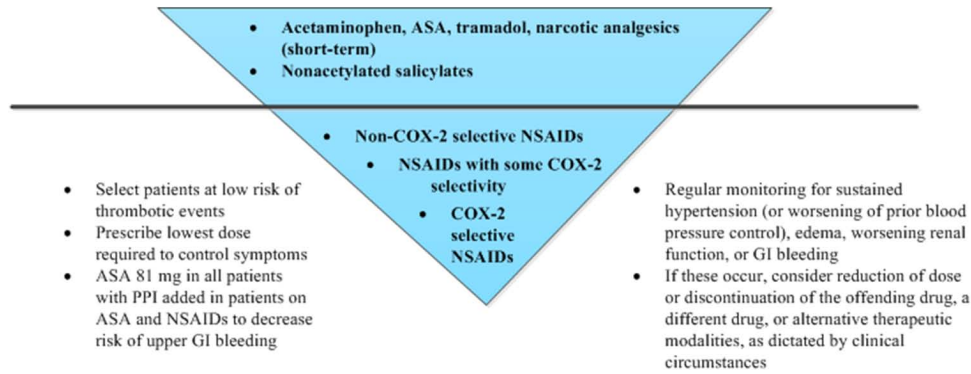 • Acetaminophen, ASA, tramadol, narcotic analgesics
(short-term)
• Nonacetylated salicylates
• Non-COX-2 selective NSAIDs
• NSAIDs with some COX-2
selectivity
• COX-2
selective
NSAIDs
• Select patients at low risk of
thrombotic events
• Prescribe lowest dose
required to control symptoms
• ASA 81 mg in all patients
with PPI added in patients on
ASA and NSAIDs to decrease
risk of upper GI bleeding
• Regular monitoring for sustained
hypertension (or worsening of prior blood
pressure control), edema, worsening renal
function, or GI bleeding
• If these occur, consider reduction of dose
or discontinuation of the offending drug, a
different drug, or alternative therapeutic
modalities, as dictated by clinical
circumstances